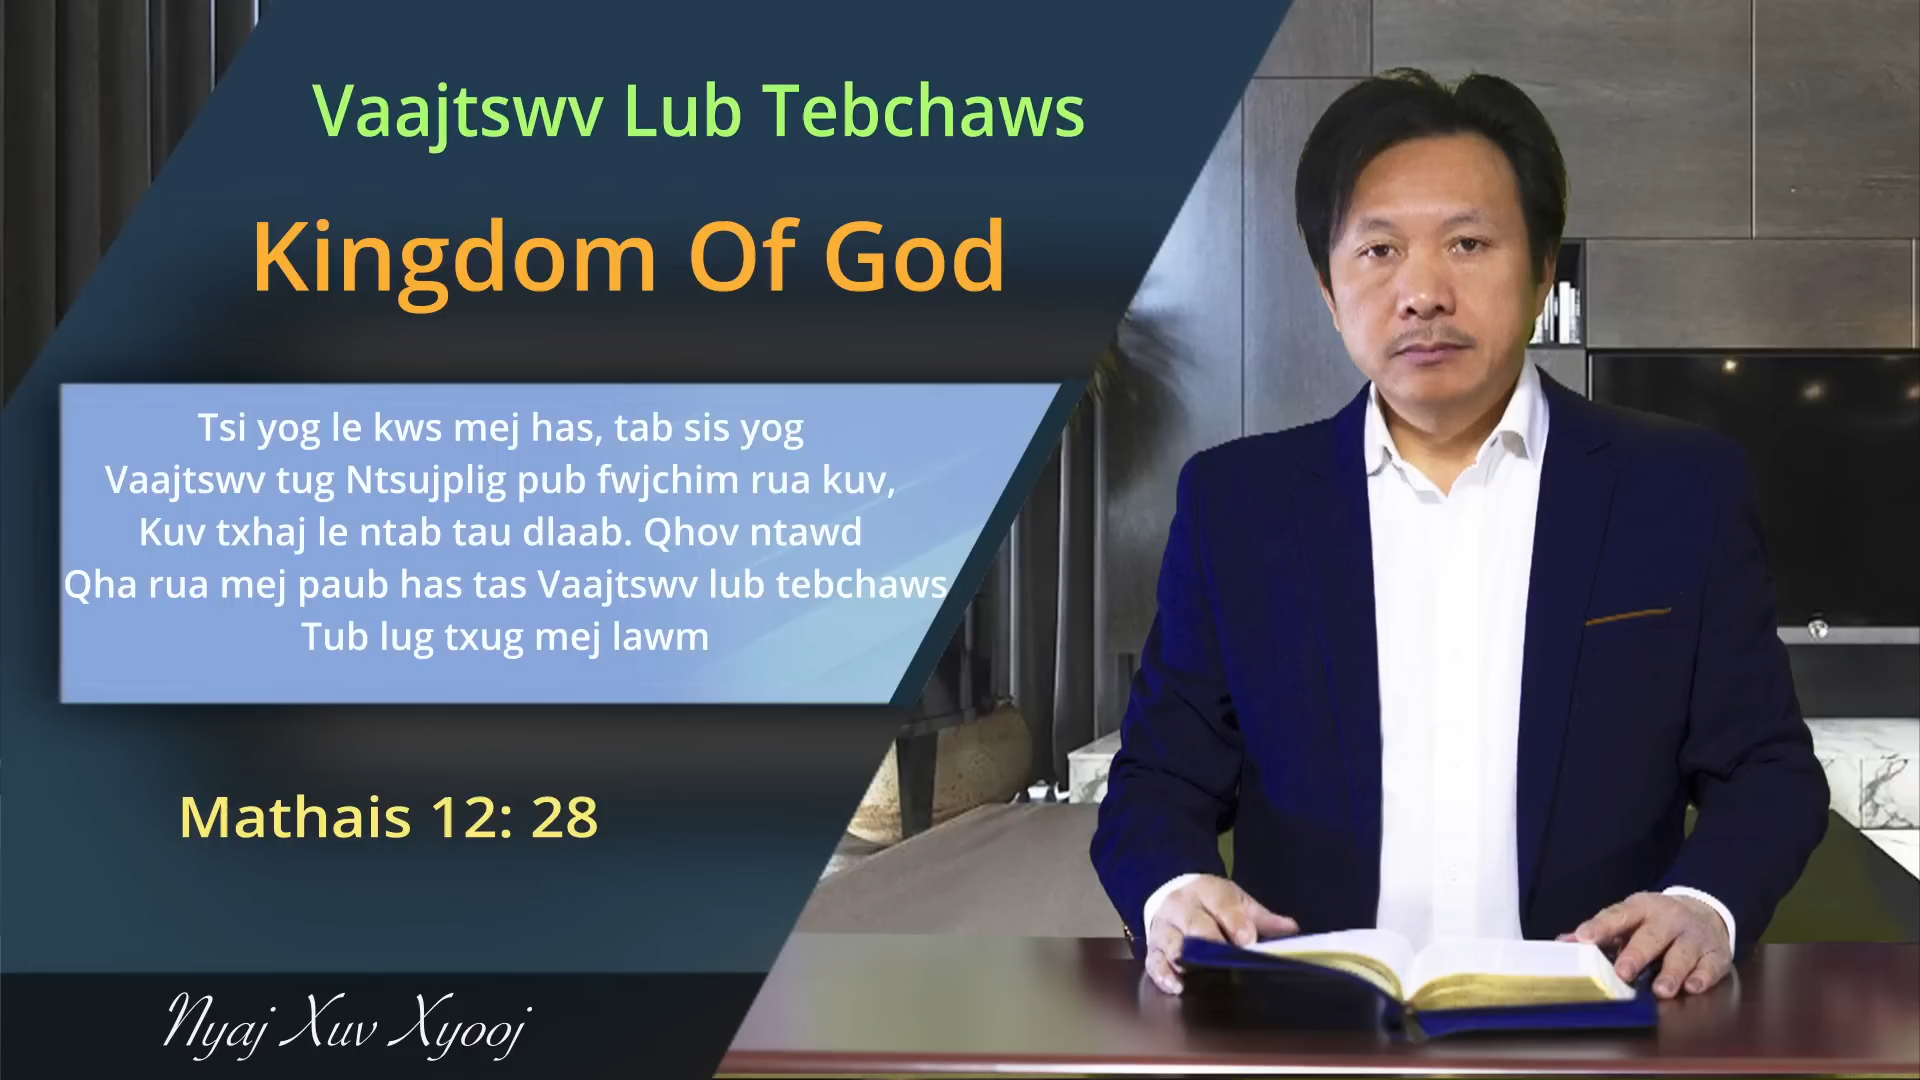 Vaajtswv Lub Tebchaws
Kingdom Of God
Tsi yog le kws mej has, tab sis yog
Vaajtswv tug Ntsujplig pub fwjchim rua kuv,
Kuv txhaj le ntab tau dlaab. Qhov ntawd
Qha rua mej paub has tas Vaajtswv lub tebchaws
Tub lug txug mej lawm
Mathais 12: 28
Nyaj Xuv Xyooj